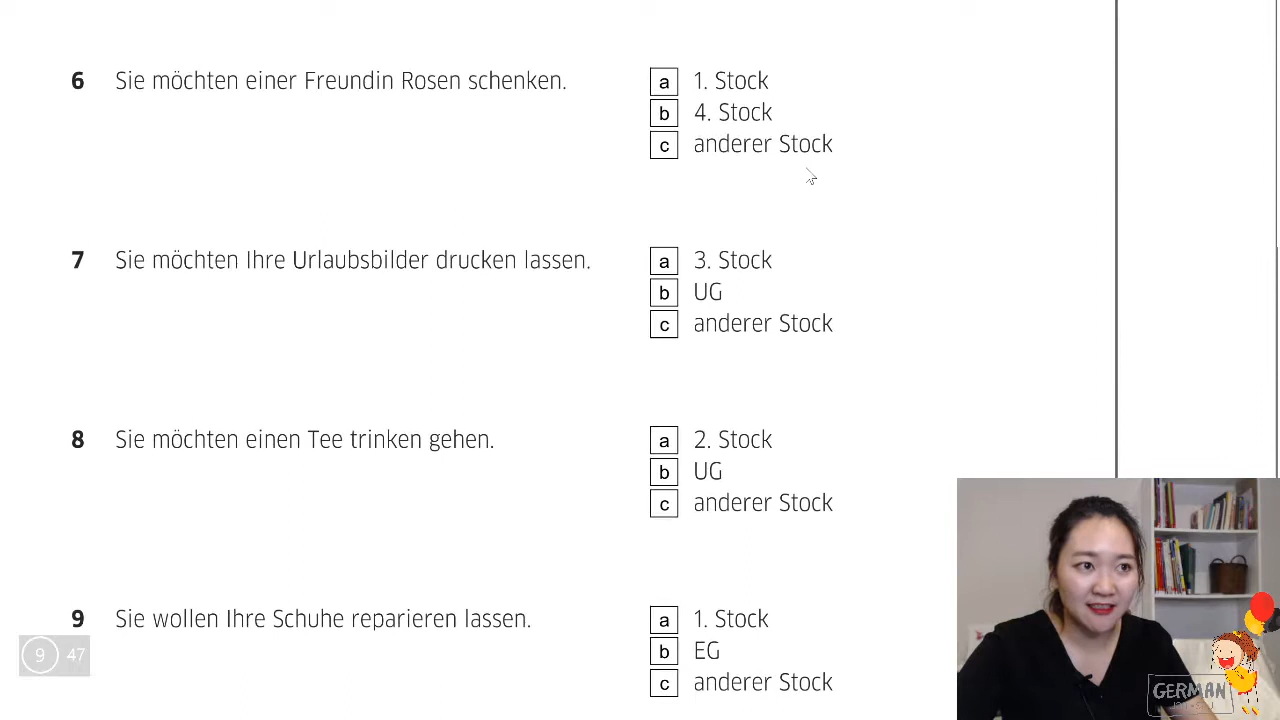 6 Sie möchten einer Freundin Rosen schenken.
a 1. Stock
b 4. Stock
c anderer Stock
7 Sie möchten Ihre Urlaubsbilder drucken lassen.
a 3. Stock
b UG
c anderer Stock
8 Sie möchten einen Tee trinken gehen.
a 2. Stock
b UG
c anderer Stock
9 Sie wollen Ihre Schuhe reparieren lassen.
a 1. Stock
b EG
c anderer Stock
9 47
GERMAN